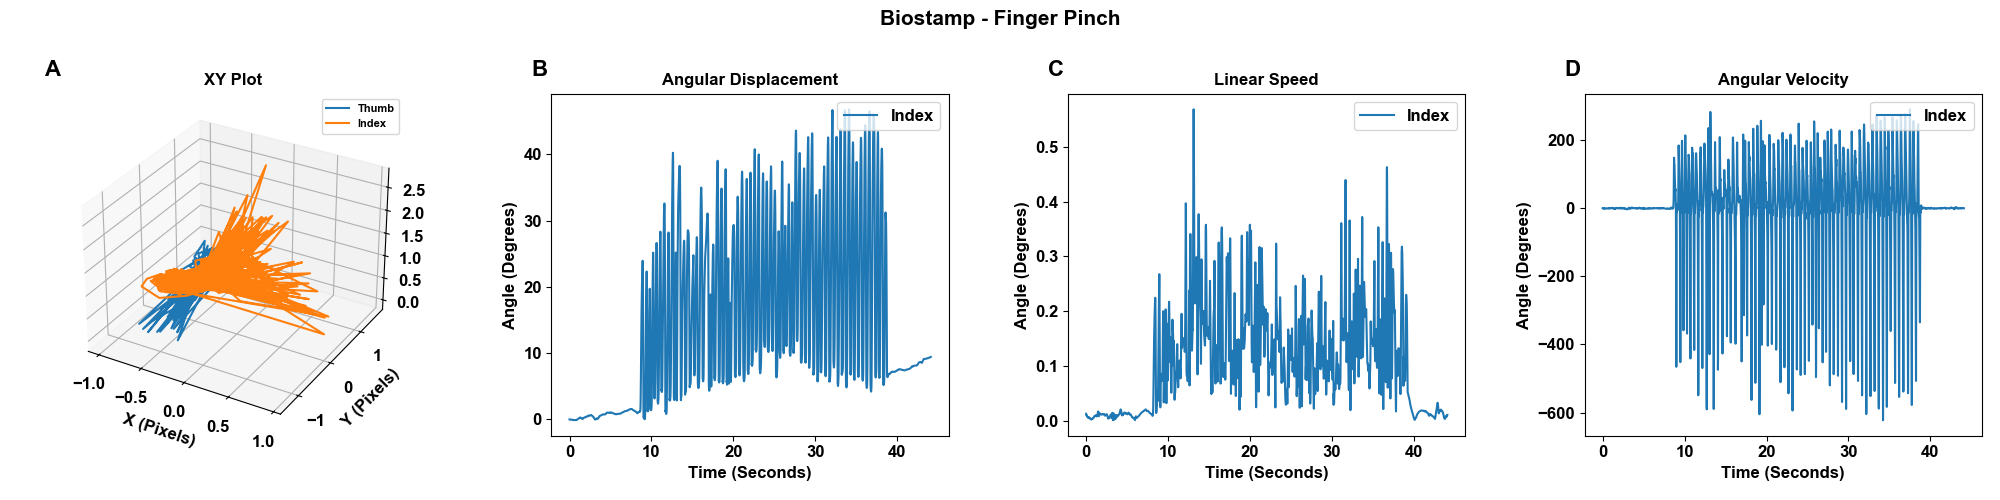 Biostamp - Finger Pinch
A
XY Plot
Thumb
Index
2.5
2.0
1.5
1.0
0.5
0.0
−1.0
−0.5
0.0
0.5
1.0
X (Pixels)
−1
0
1
Y (Pixels)
B
Angular Displacement
Index
Angle (Degrees)
40
30
20
10
0
0 10 20 30 40
Time (Seconds)
C
Linear Speed
Index
Angle (Degrees)
0.5
0.4
0.3
0.2
0.1
0.0
0 10 20 30 40
Time (Seconds)
D
Angular Velocity
Index
Angle (Degrees)
200
0
−200
−400
−600
0 10 20 30 40
Time (Seconds)